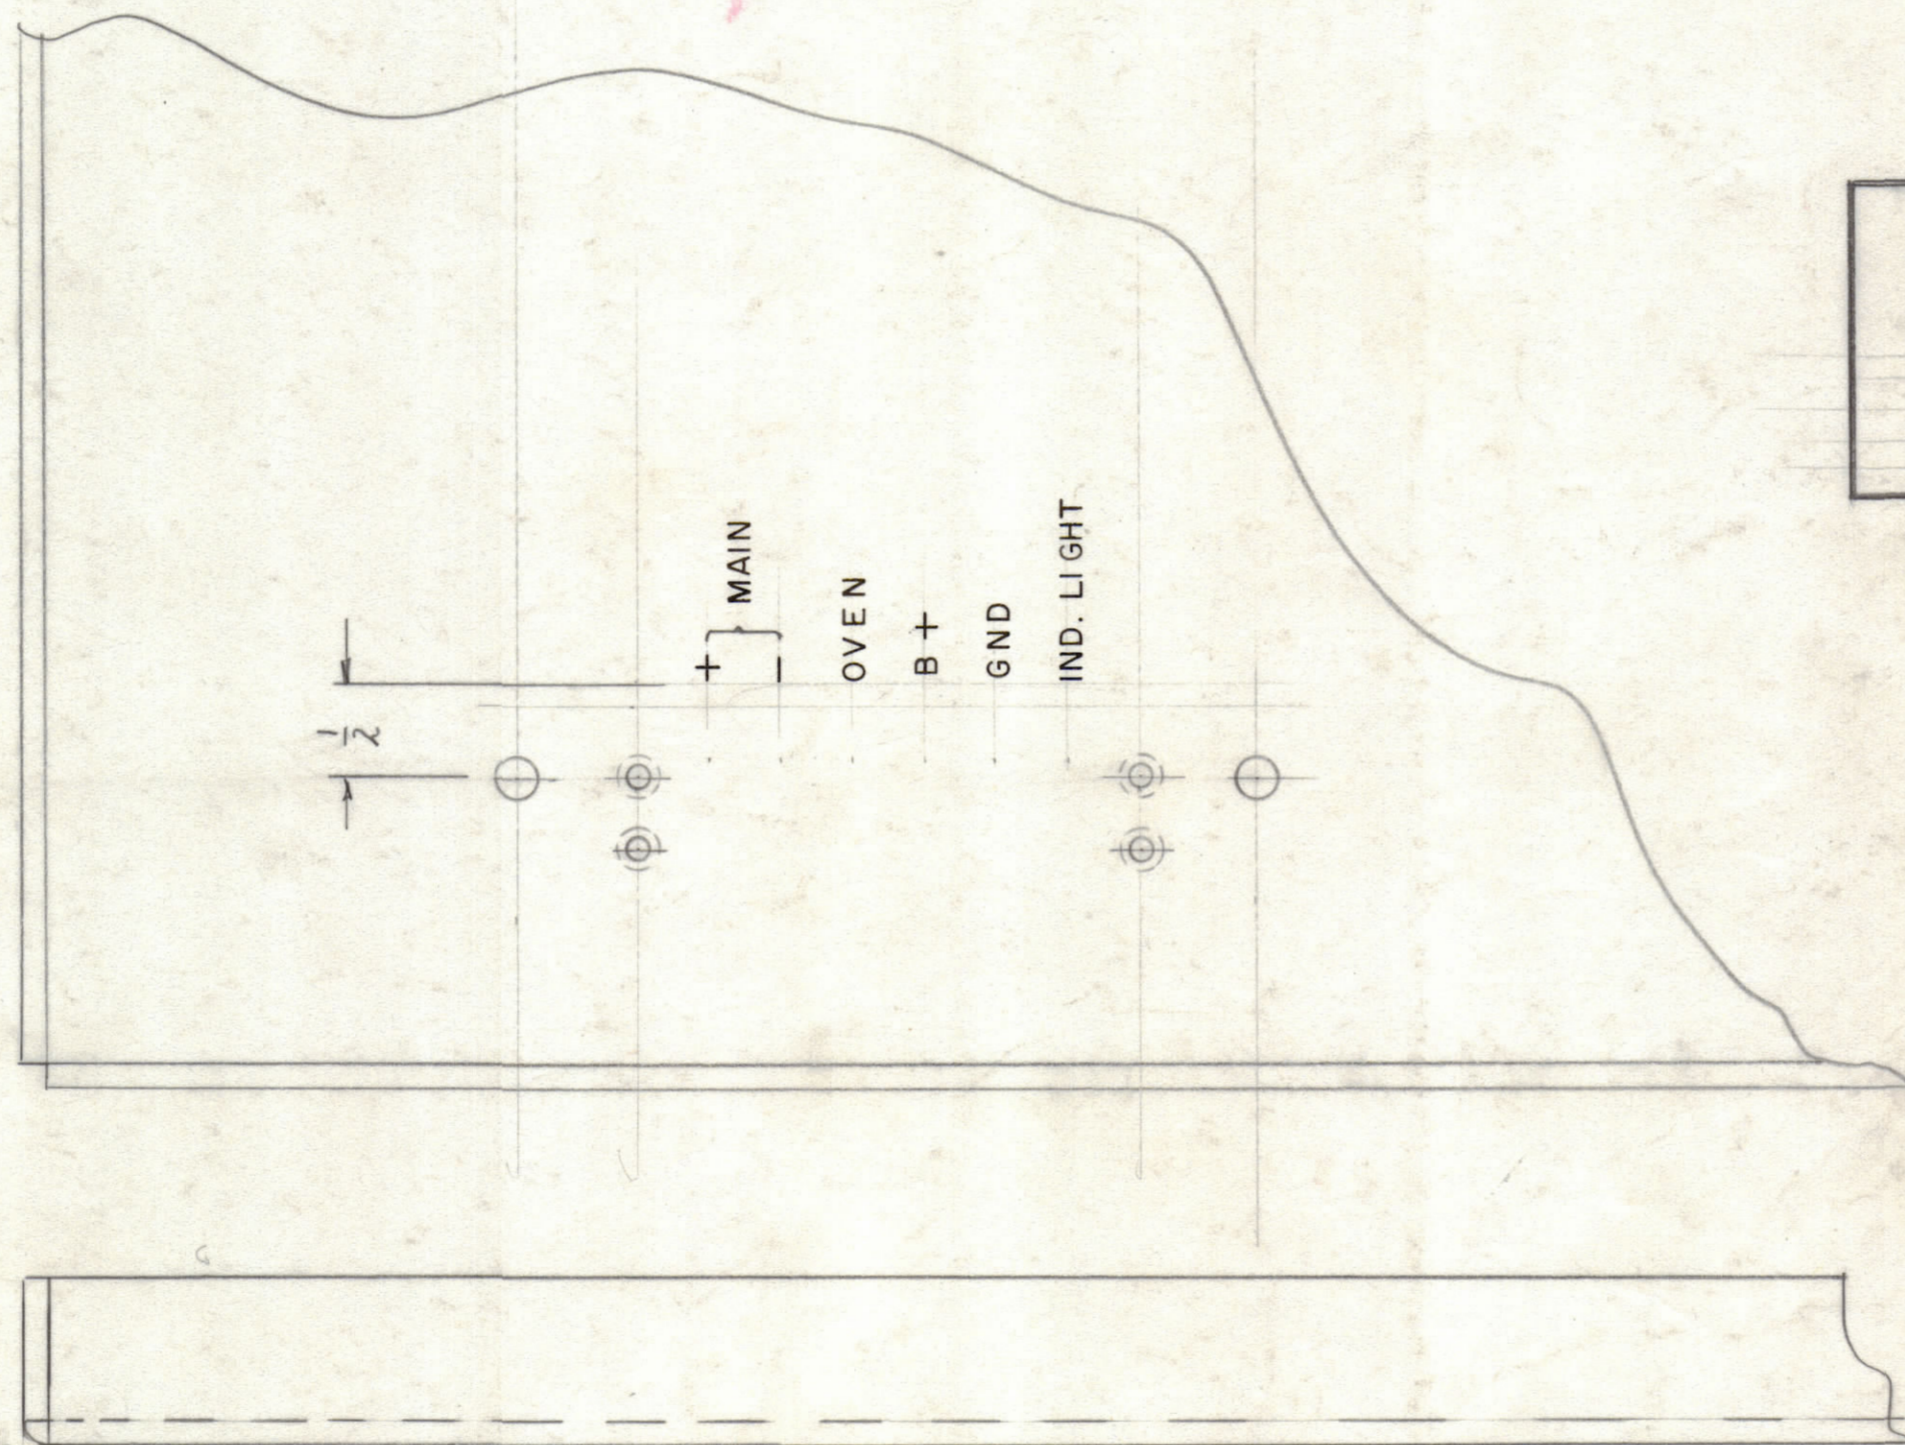 1/2
+
−
MAIN
OVEN
B +
GND
IND. LIGHT